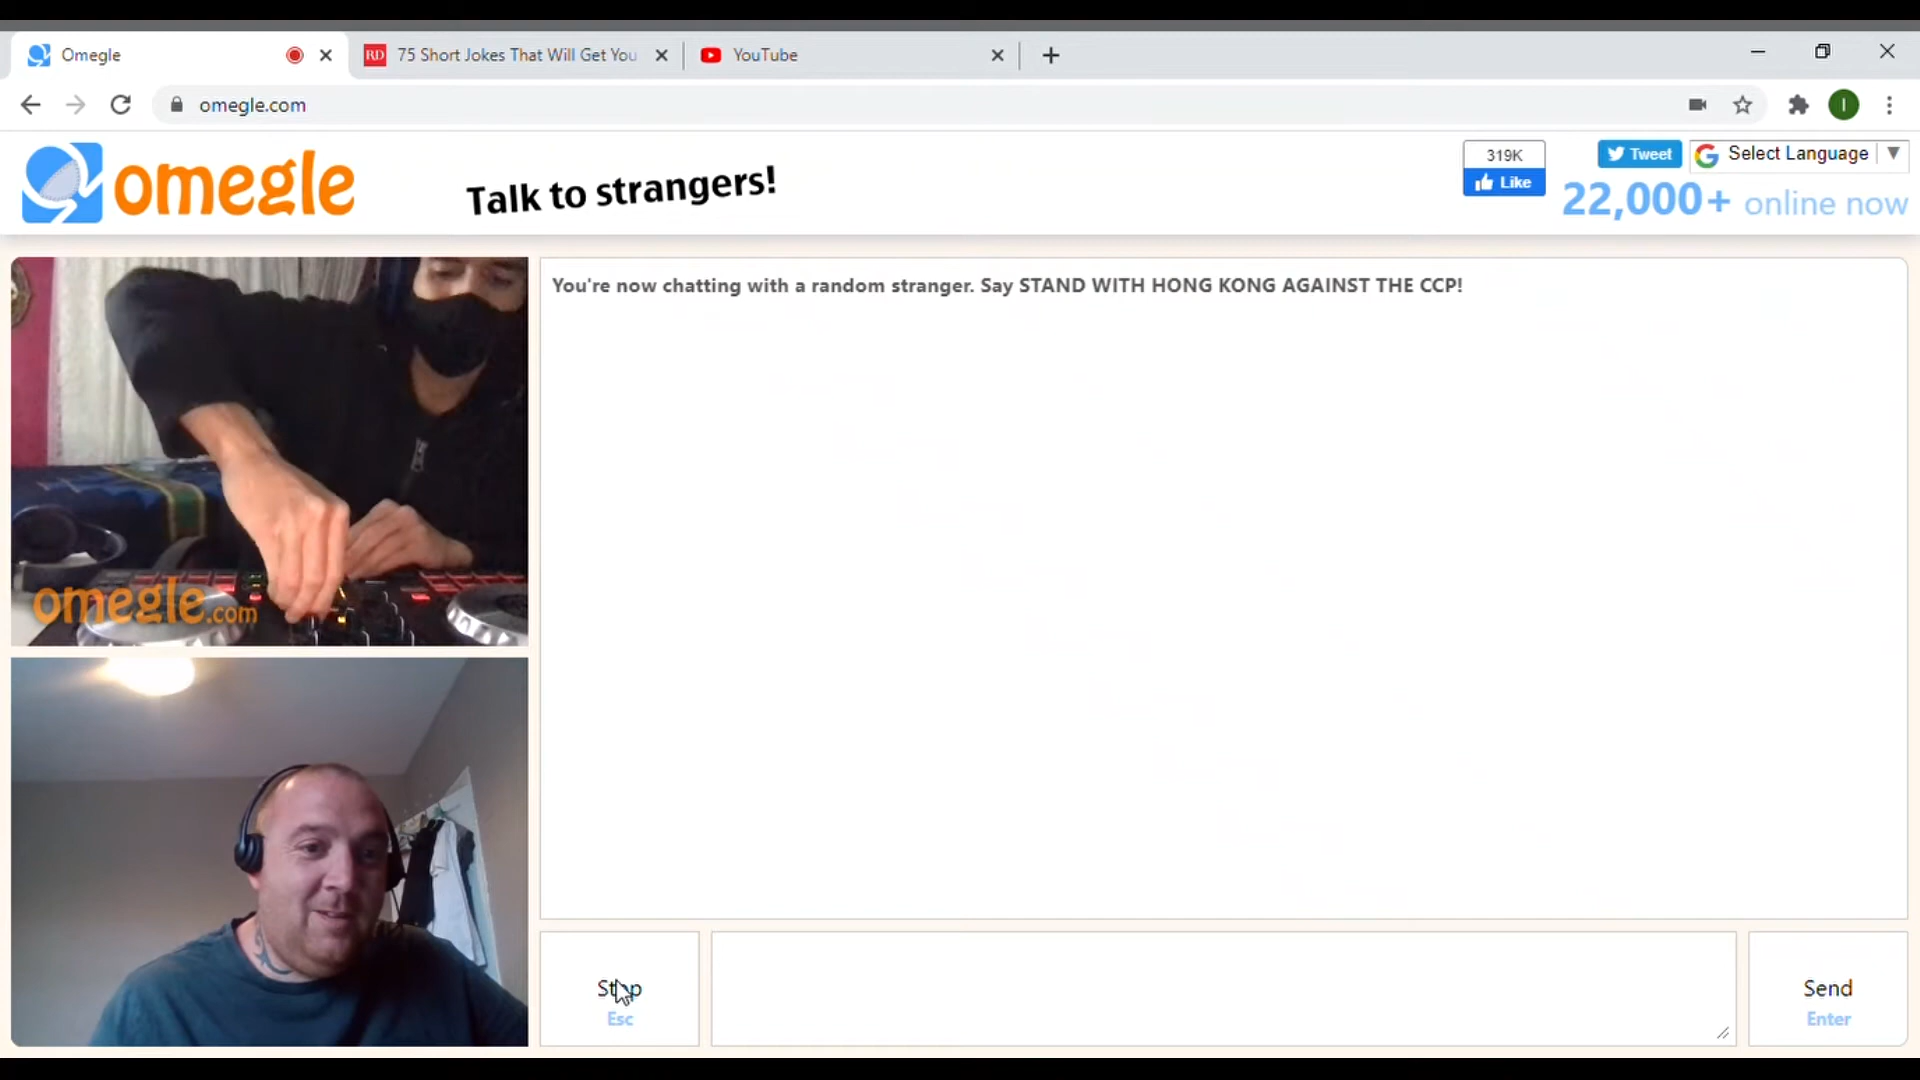 Omegle
75 Short Jokes That Will Get You
YouTube
omegle.com
I
omegle
Talk to strangers!
319K
Like
Tweet
Select Language
22,000+ online now
You're now chatting with a random stranger. Say STAND WITH HONG KONG AGAINST THE CCP!
omegle.com
Stop
Esc
Send
Enter
RD